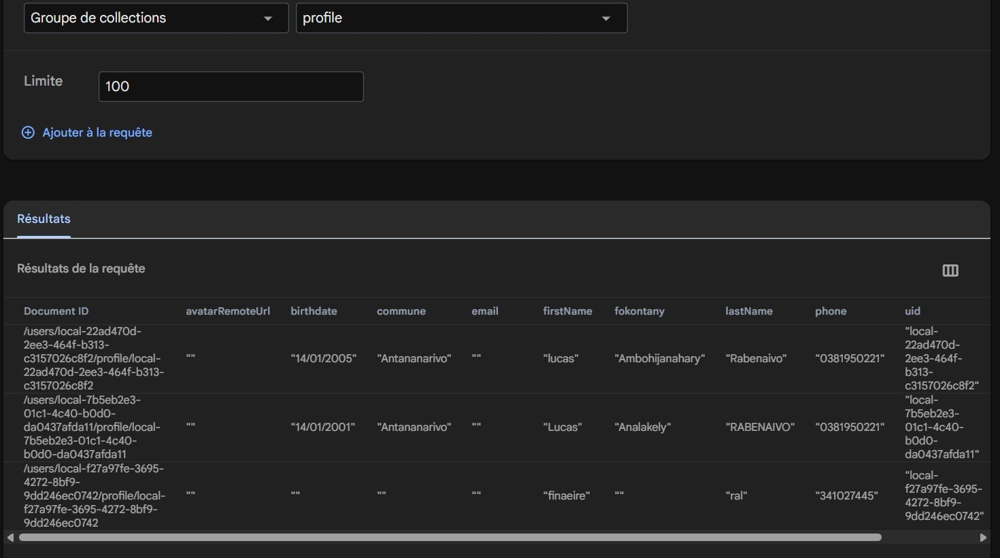 Groupe de collections
profile
Limite
100
Ajouter à la requête
Résultats
Résultats de la requête
Document ID avatarRemoteUrl birthdate commune email firstName fokontany lastName phone uid
/users/local-22ad470d-
2ee3-464f-b313-
c3157026c8f2/profile/local-
22ad470d-2ee3-464f-b313-
c3157026c8f2
"" "14/01/2005" "Antananarivo" "" "lucas" "Ambohijanahary" "Rabenaivo" "0381950221"
"local-
22ad470d-
2ee3-464f-
b313-
c3157026c8f2"
/users/local-7b5eb2e3-
01c1-4c40-b0d0-
da0437afda11/profile/local-
7b5eb2e3-01c1-4c40-
b0d0-da0437afda11
"" "14/01/2001" "Antananarivo" "" "Lucas" "Analakely" "RABENAIVO" "0381950221"
"local-
7b5eb2e3-
01c1-4c40-
b0d0-
da0437afda11"
/users/local-f27a97fe-3695-
4272-8bf9-
9dd246ec0742/profile/local-
f27a97fe-3695-4272-8bf9-
9dd246ec0742
"" "" "" "" "finaeire" "" "ral" "341027445"
"local-
f27a97fe-3695-
4272-8bf9-
9dd246ec0742"